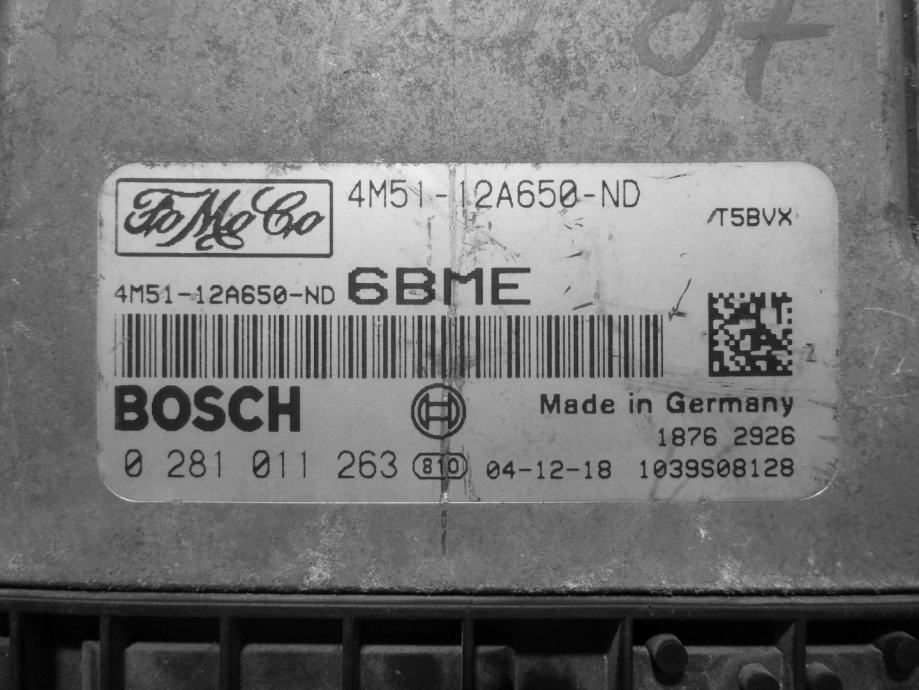 FoMoCo 4M51-12A650-ND
/T5BVX
4M51-12A650-ND 6BME
BOSCH
Made in Germany
1876 2926
0 281 011 263 810 04-12-18 1039S08128